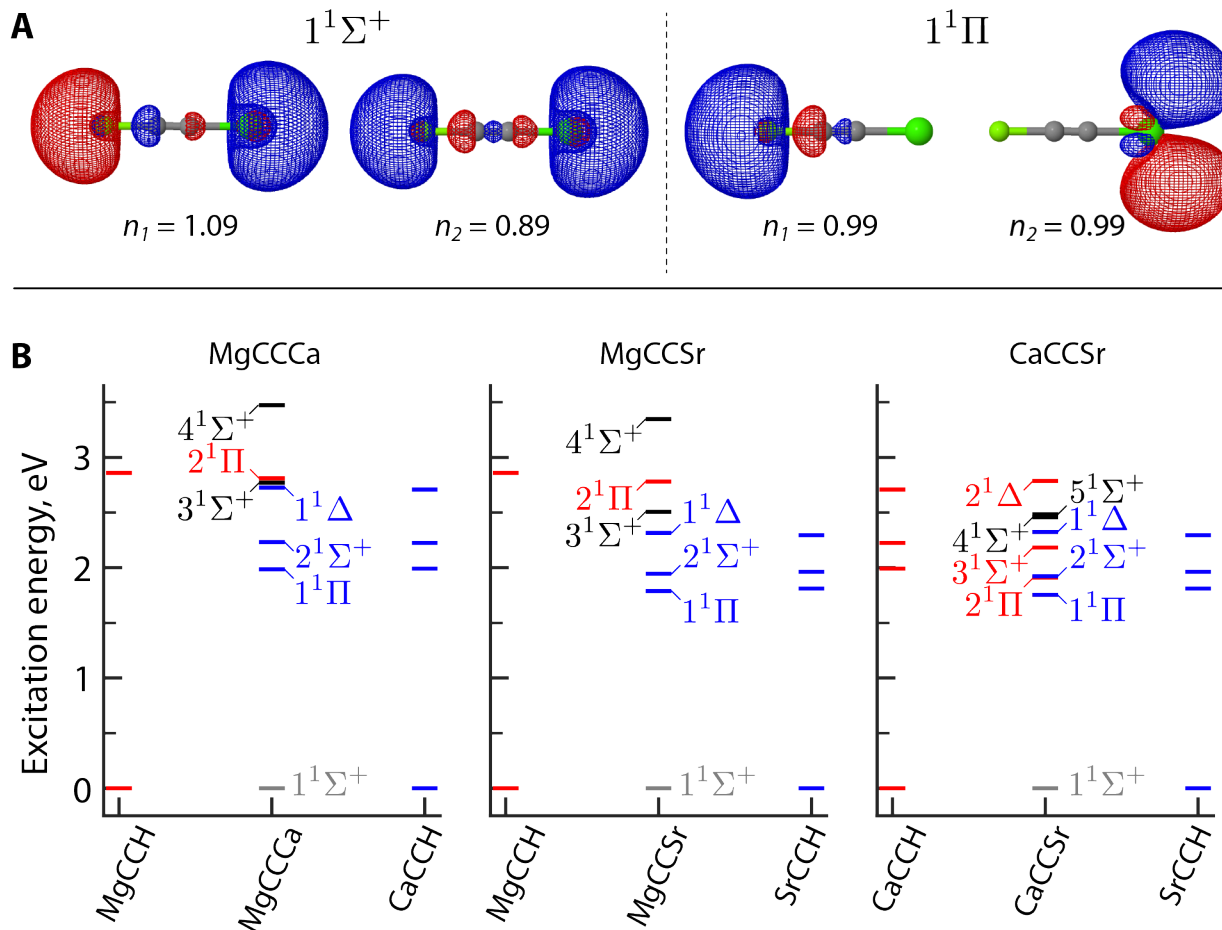 A
1¹Σ⁺
1¹Π
n₁ = 1.09
n₂ = 0.89
n₁ = 0.99
n₂ = 0.99
B
MgCCCa
MgCCSr
CaCCSr
Excitation energy, eV
3
2
1
0
4¹Σ⁺
2¹Π
3¹Σ⁺
1¹Δ
2¹Σ⁺
1¹Π
1¹Σ⁺
4¹Σ⁺
2¹Π
3¹Σ⁺
1¹Δ
2¹Σ⁺
1¹Π
1¹Σ⁺
2¹Δ
5¹Σ⁺
4¹Σ⁺
1¹Δ
3¹Σ⁺
2¹Σ⁺
2¹Π
1¹Π
1¹Σ⁺
MgCCH
MgCCCa
CaCCH
MgCCH
MgCCSr
SrCCH
CaCCH
CaCCSr
SrCCH